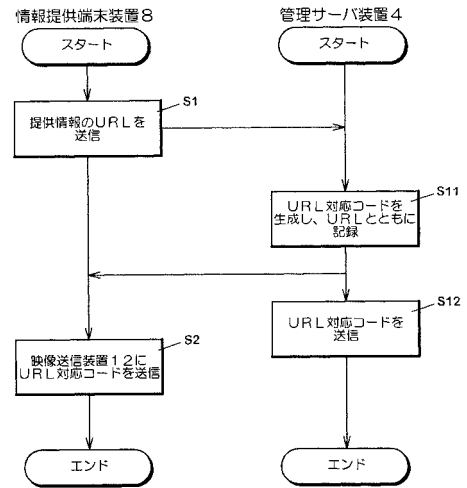 情報提供端末装置８
管理サーバ装置４
スタート
スタート
S1
提供情報のＵＲＬを
送信
S11
ＵＲＬ対応コードを
生成し、ＵＲＬとともに
記録
S12
ＵＲＬ対応コードを
送信
S2
映像送信装置１２に
ＵＲＬ対応コードを送信
エンド
エンド